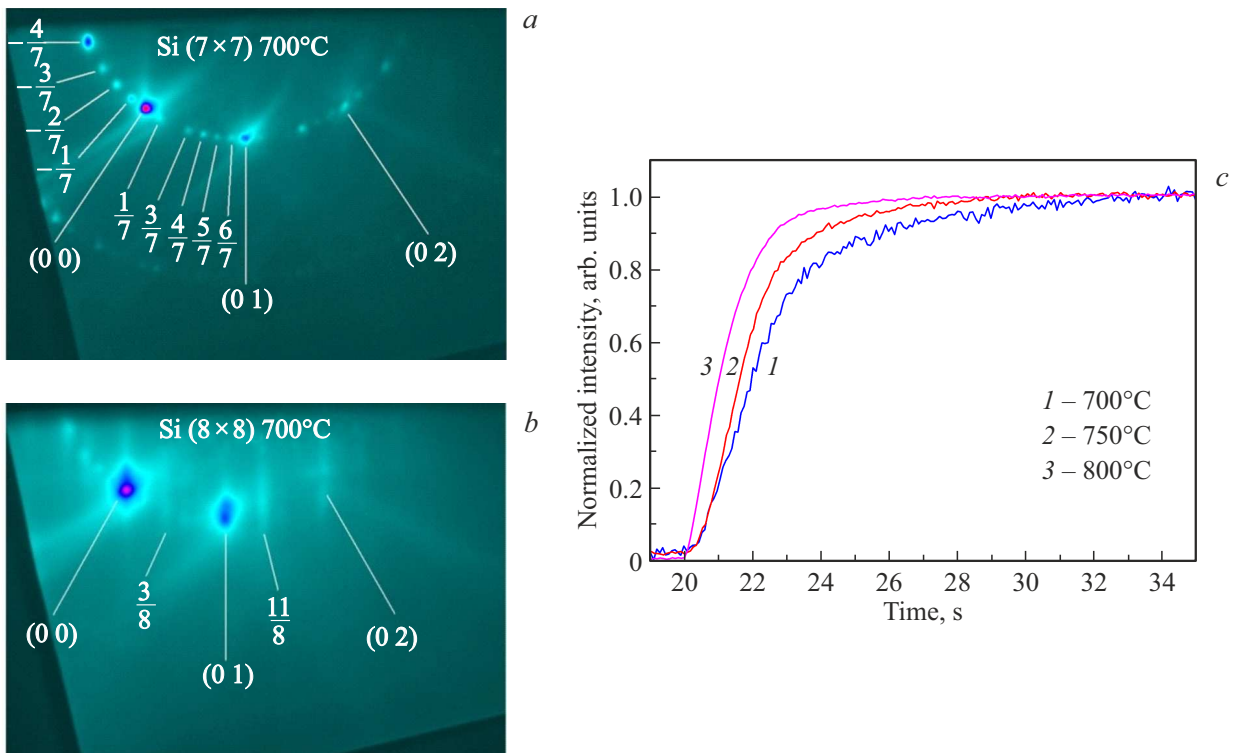 a
Si (7×7) 700°C
−4/7
−3/7
−2/7
−1/7
(0 0)
1/7
3/7
4/7
5/7
6/7
(0 1)
(0 2)
b
Si (8×8) 700°C
(0 0)
3/8
(0 1)
11/8
(0 2)
c
Normalized intensity, arb. units
1.0
0.8
0.6
0.4
0.2
0
3
2
1
1 – 700°C
2 – 750°C
3 – 800°C
20 22 24 26 28 30 32 34
Time, s